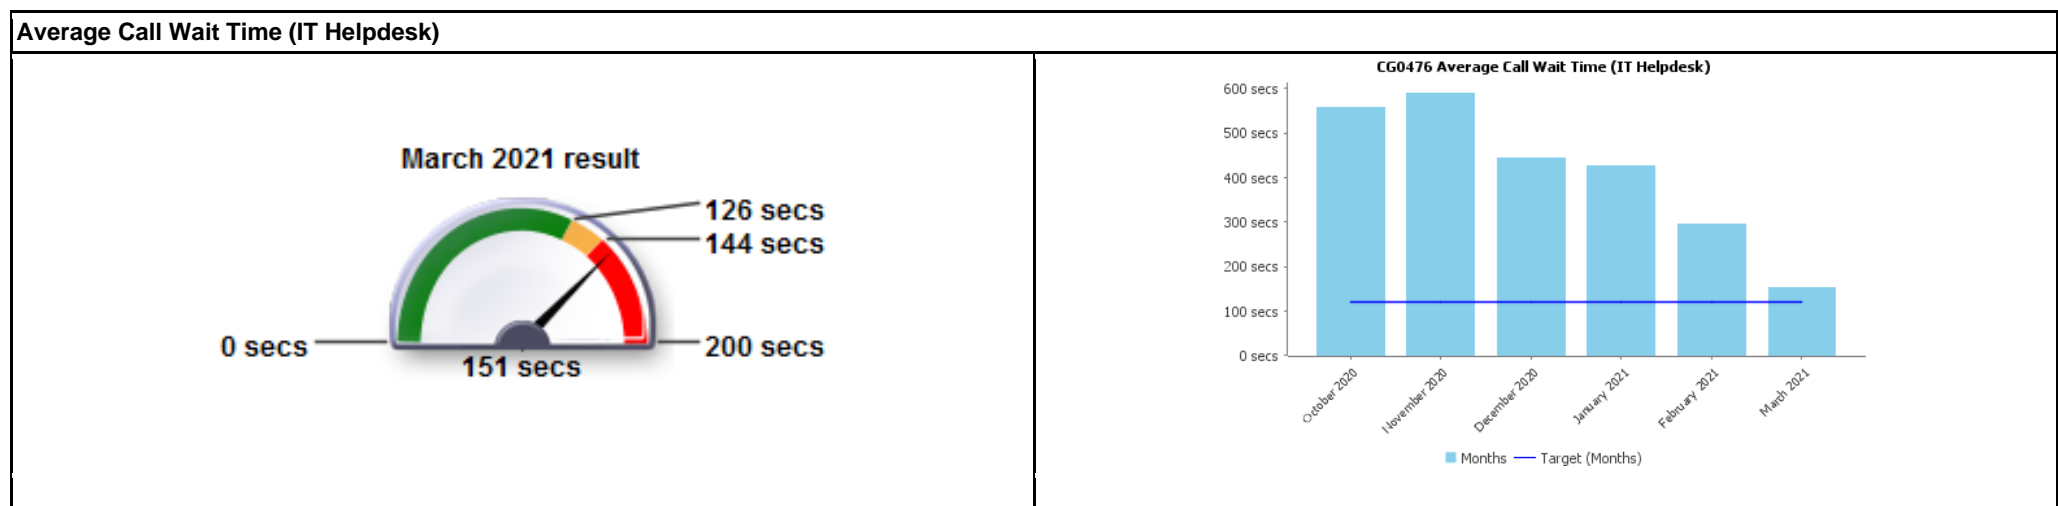 Average Call Wait Time (IT Helpdesk)
March 2021 result
126 secs
144 secs
0 secs
200 secs
151 secs
CG0476 Average Call Wait Time (IT Helpdesk)
600 secs
500 secs
400 secs
300 secs
200 secs
100 secs
0 secs
October 2020
November 2020
December 2020
January 2021
February 2021
March 2021
Months
Target (Months)